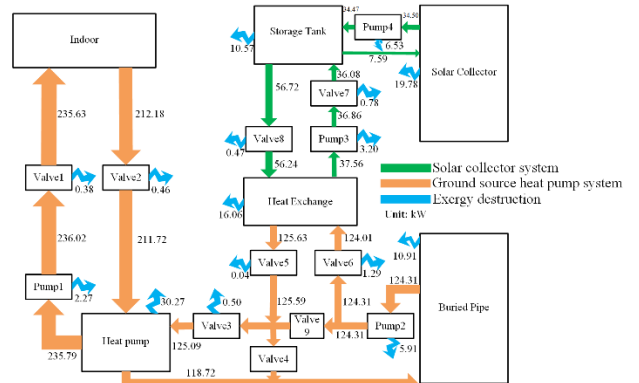 34.47
34.50
Indoor
Storage Tank
Pump4
6.53
7.59
10.57
Solar Collector
19.78
235.63
212.18
56.72
36.08
Valve7
0.78
36.86
Valve8
0.47
Pump3
3.20
56.24
37.56
Valve1
0.38
Valve2
0.46
Solar collector system
Ground source heat pump system
Exergy destruction
Unit: kW
Heat Exchange
16.06
236.02
211.72
125.63
124.01
Valve5
0.04
Valve6
1.29
10.91
124.31
Pump1
2.27
30.27
0.50
125.59
124.31
Valve3
Valve
9
Pump2
5.91
Buried Pipe
Heat pump
125.09
124.31
235.79
Valve4
118.72